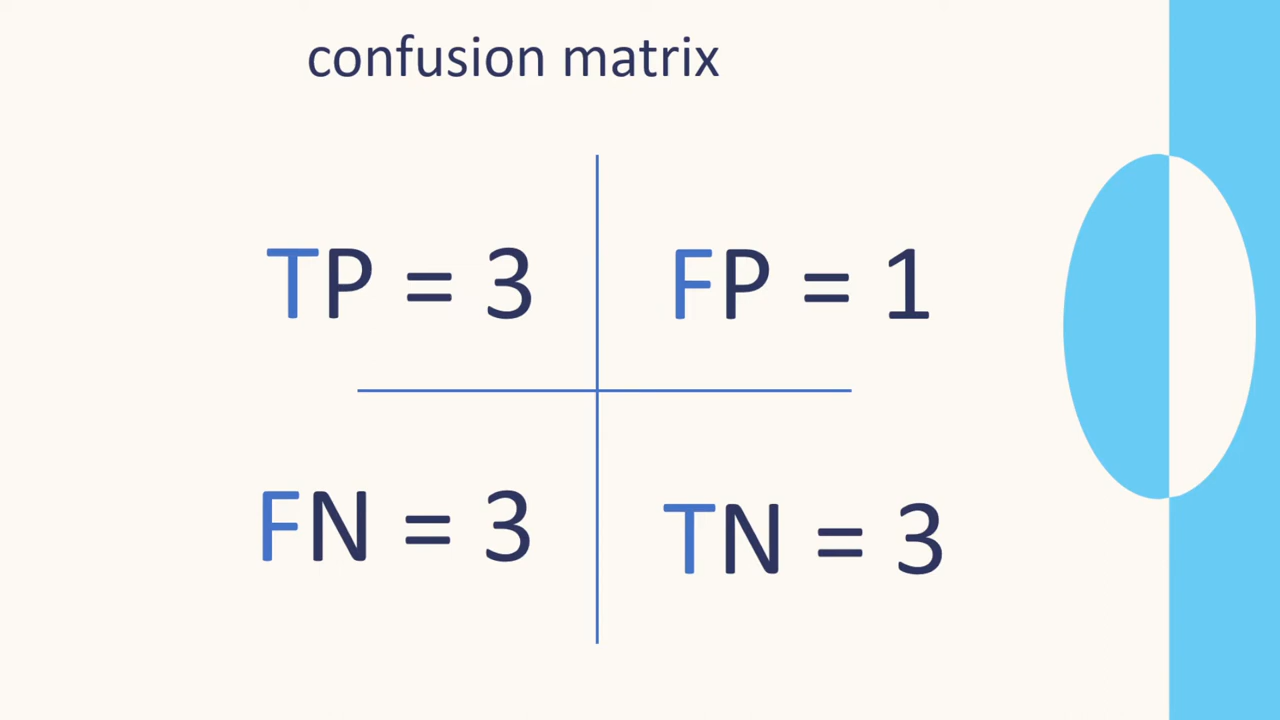 confusion matrix
TP = 3
FP = 1
FN = 3
TN = 3